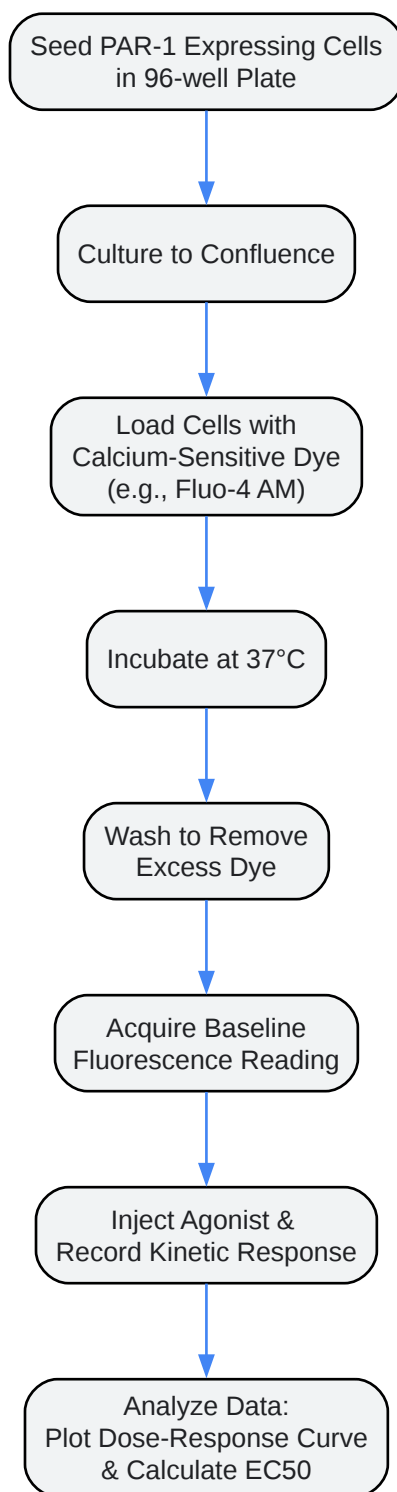 Seed PAR-1 Expressing Cells
in 96-well Plate
Culture to Confluence
Load Cells with
Calcium-Sensitive Dye
(e.g., Fluo-4 AM)
Incubate at 37°C
Wash to Remove
Excess Dye
Acquire Baseline
Fluorescence Reading
Inject Agonist &
Record Kinetic Response
Analyze Data:
Plot Dose-Response Curve
& Calculate EC50